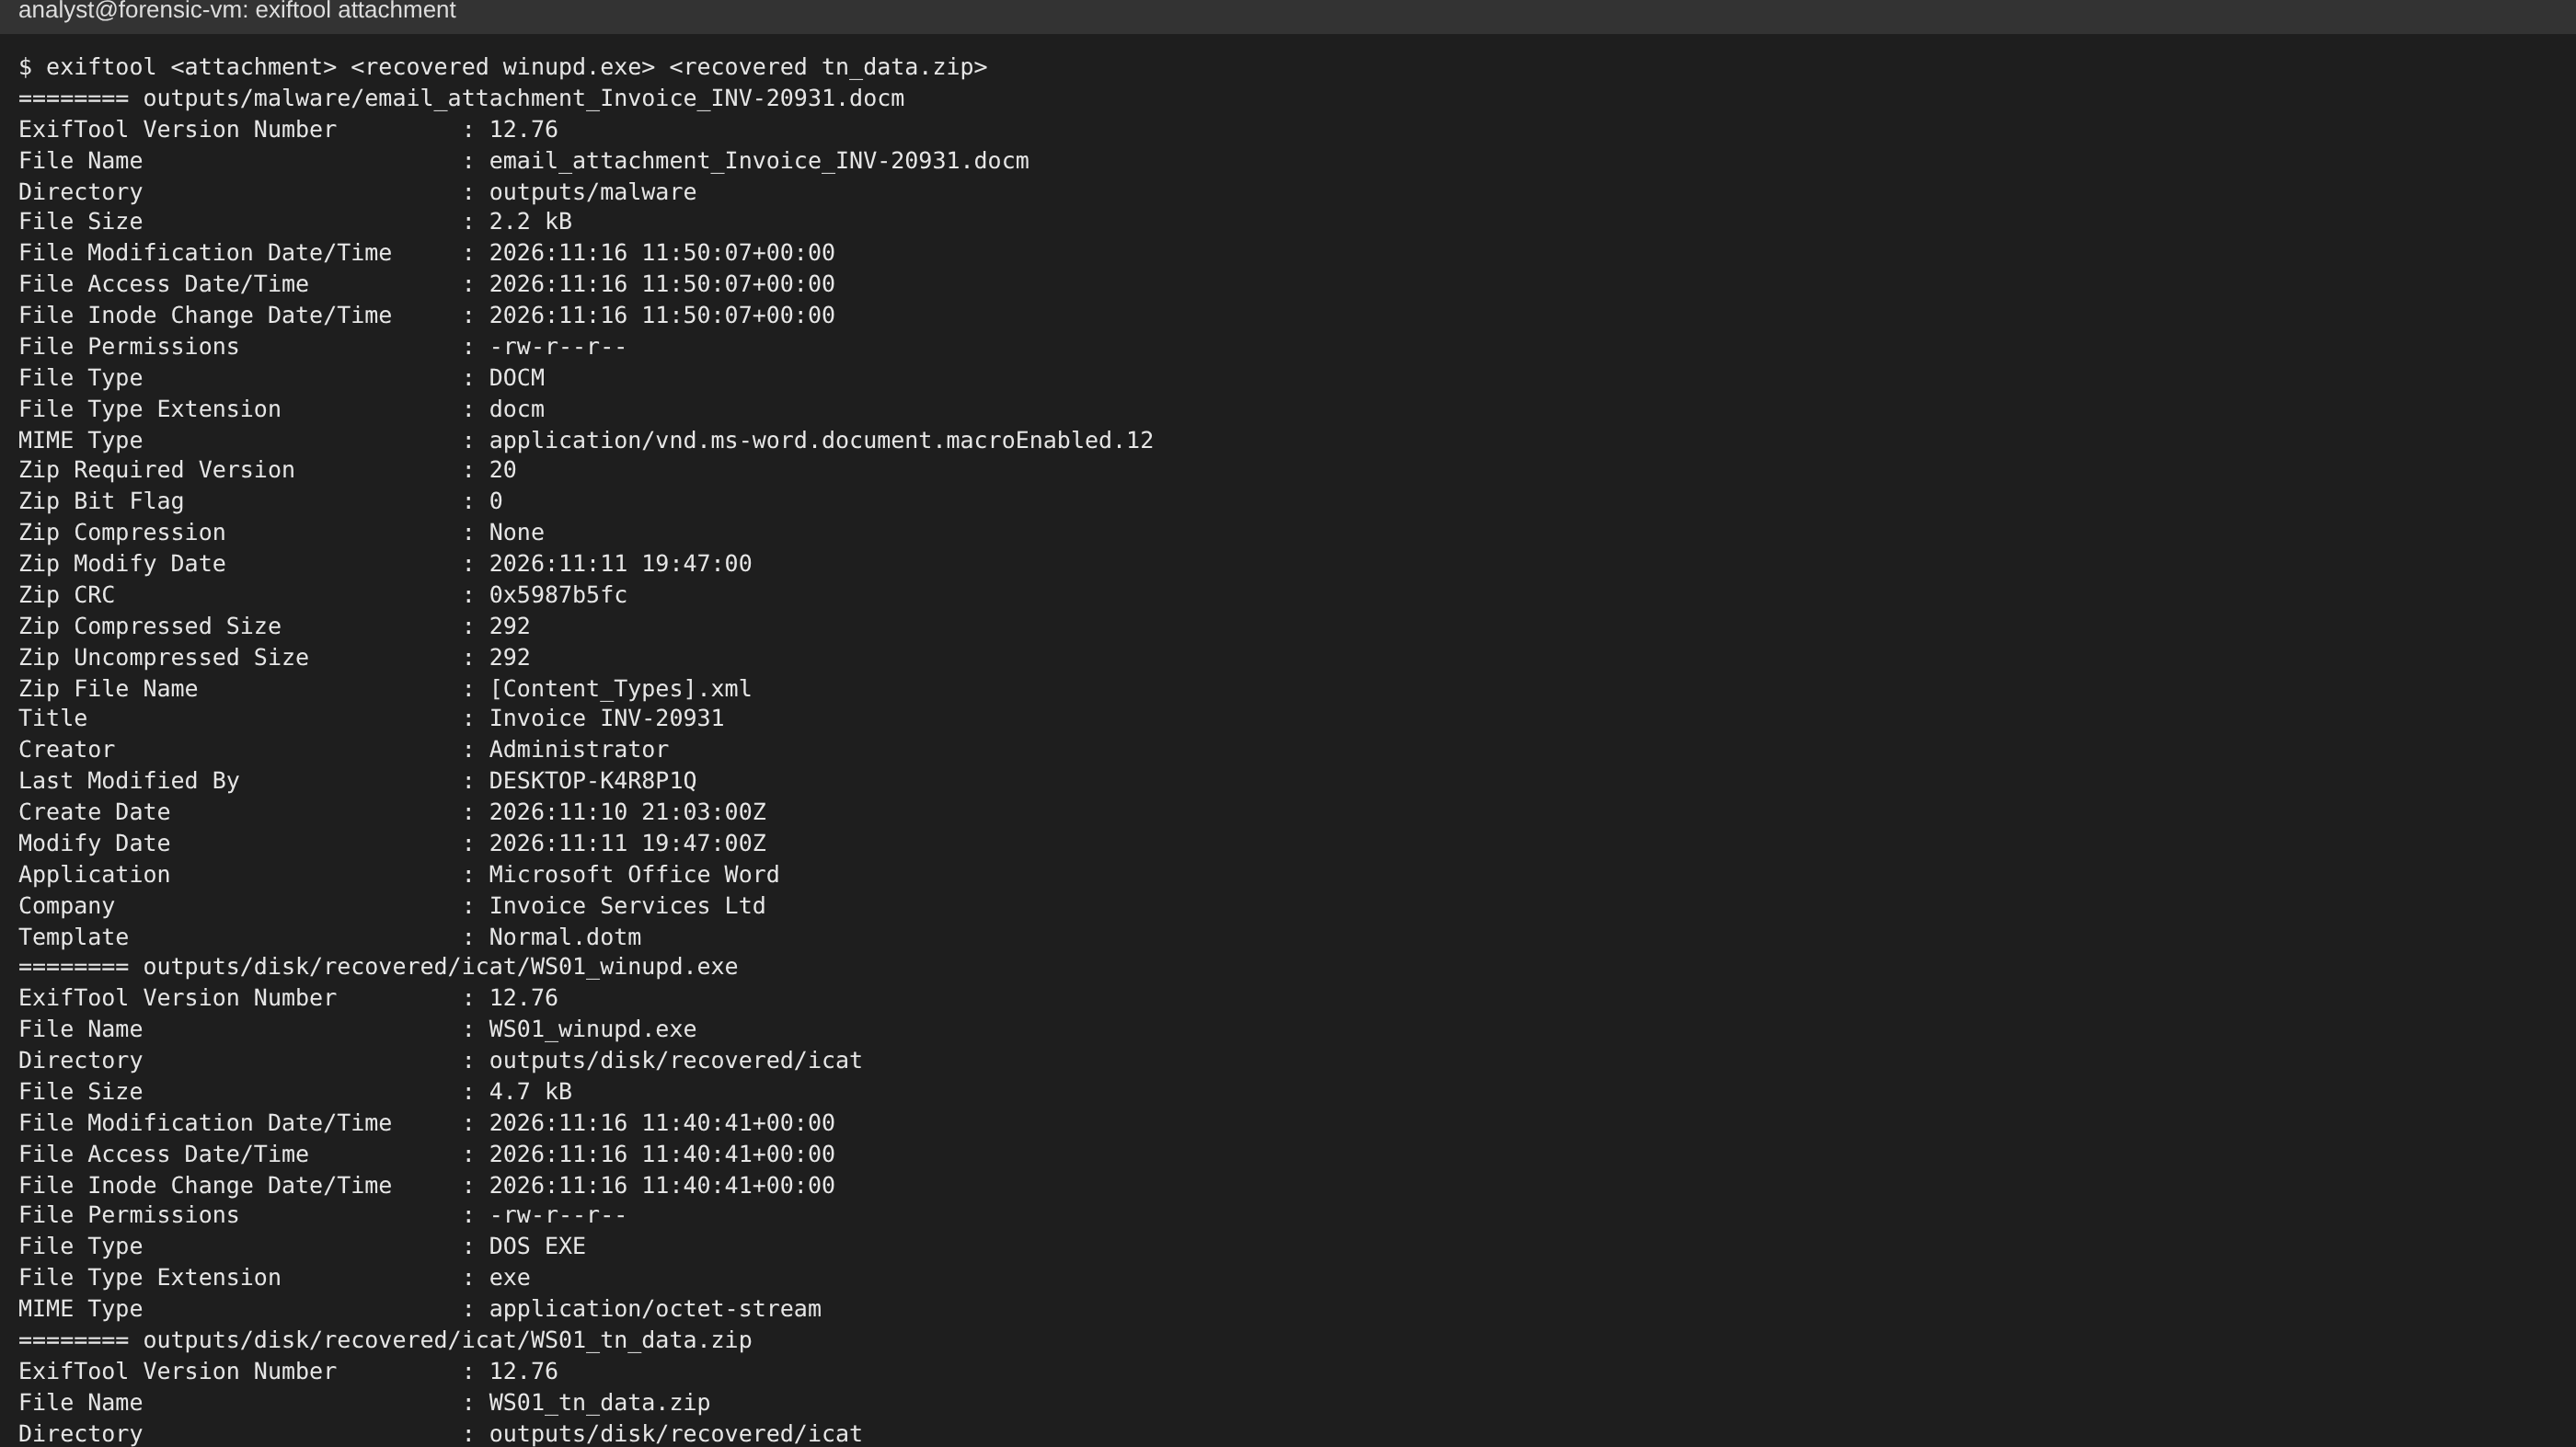 analyst@forensic-vm: exiftool attachment
$ exiftool <attachment> <recovered winupd.exe> <recovered tn_data.zip>
======== outputs/malware/email_attachment_Invoice_INV-20931.docm
ExifTool Version Number         : 12.76
File Name                       : email_attachment_Invoice_INV-20931.docm
Directory                       : outputs/malware
File Size                       : 2.2 kB
File Modification Date/Time     : 2026:11:16 11:50:07+00:00
File Access Date/Time           : 2026:11:16 11:50:07+00:00
File Inode Change Date/Time     : 2026:11:16 11:50:07+00:00
File Permissions                : -rw-r--r--
File Type                       : DOCM
File Type Extension             : docm
MIME Type                       : application/vnd.ms-word.document.macroEnabled.12
Zip Required Version            : 20
Zip Bit Flag                    : 0
Zip Compression                 : None
Zip Modify Date                 : 2026:11:11 19:47:00
Zip CRC                         : 0x5987b5fc
Zip Compressed Size             : 292
Zip Uncompressed Size           : 292
Zip File Name                   : [Content_Types].xml
Title                           : Invoice INV-20931
Creator                         : Administrator
Last Modified By                : DESKTOP-K4R8P1Q
Create Date                     : 2026:11:10 21:03:00Z
Modify Date                     : 2026:11:11 19:47:00Z
Application                     : Microsoft Office Word
Company                         : Invoice Services Ltd
Template                        : Normal.dotm
======== outputs/disk/recovered/icat/WS01_winupd.exe
ExifTool Version Number         : 12.76
File Name                       : WS01_winupd.exe
Directory                       : outputs/disk/recovered/icat
File Size                       : 4.7 kB
File Modification Date/Time     : 2026:11:16 11:40:41+00:00
File Access Date/Time           : 2026:11:16 11:40:41+00:00
File Inode Change Date/Time     : 2026:11:16 11:40:41+00:00
File Permissions                : -rw-r--r--
File Type                       : DOS EXE
File Type Extension             : exe
MIME Type                       : application/octet-stream
======== outputs/disk/recovered/icat/WS01_tn_data.zip
ExifTool Version Number         : 12.76
File Name                       : WS01_tn_data.zip
Directory                       : outputs/disk/recovered/icat